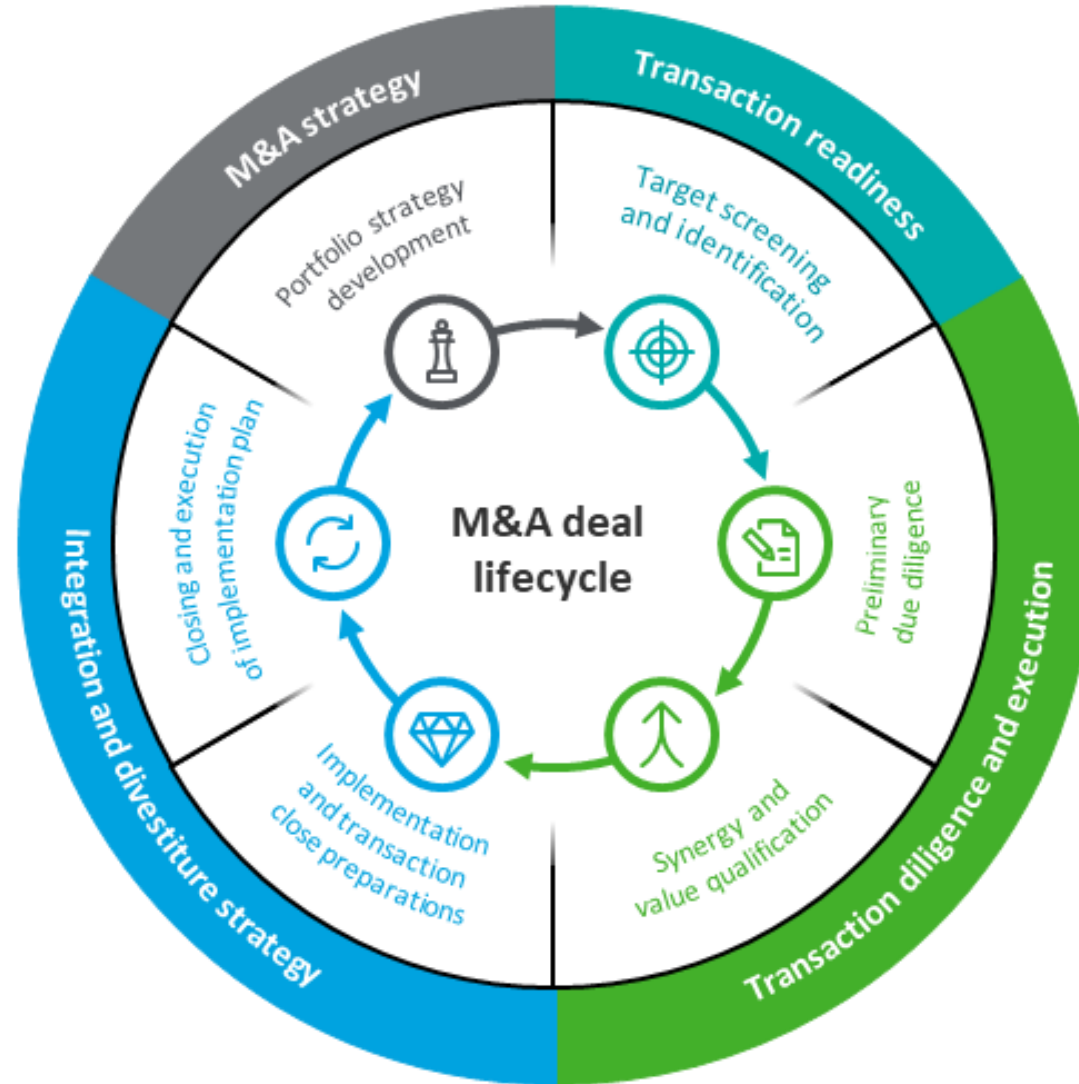 M&A strategy
Transaction readiness
Portfolio strategy
development
Target screening
and identification
M&A deal
lifecycle
Preliminary
due diligence
Transaction diligence and execution
Synergy and
value qualification
Implementation
and transaction
close preparations
Integration and divestiture strategy
Closing and execution
of implementation plan